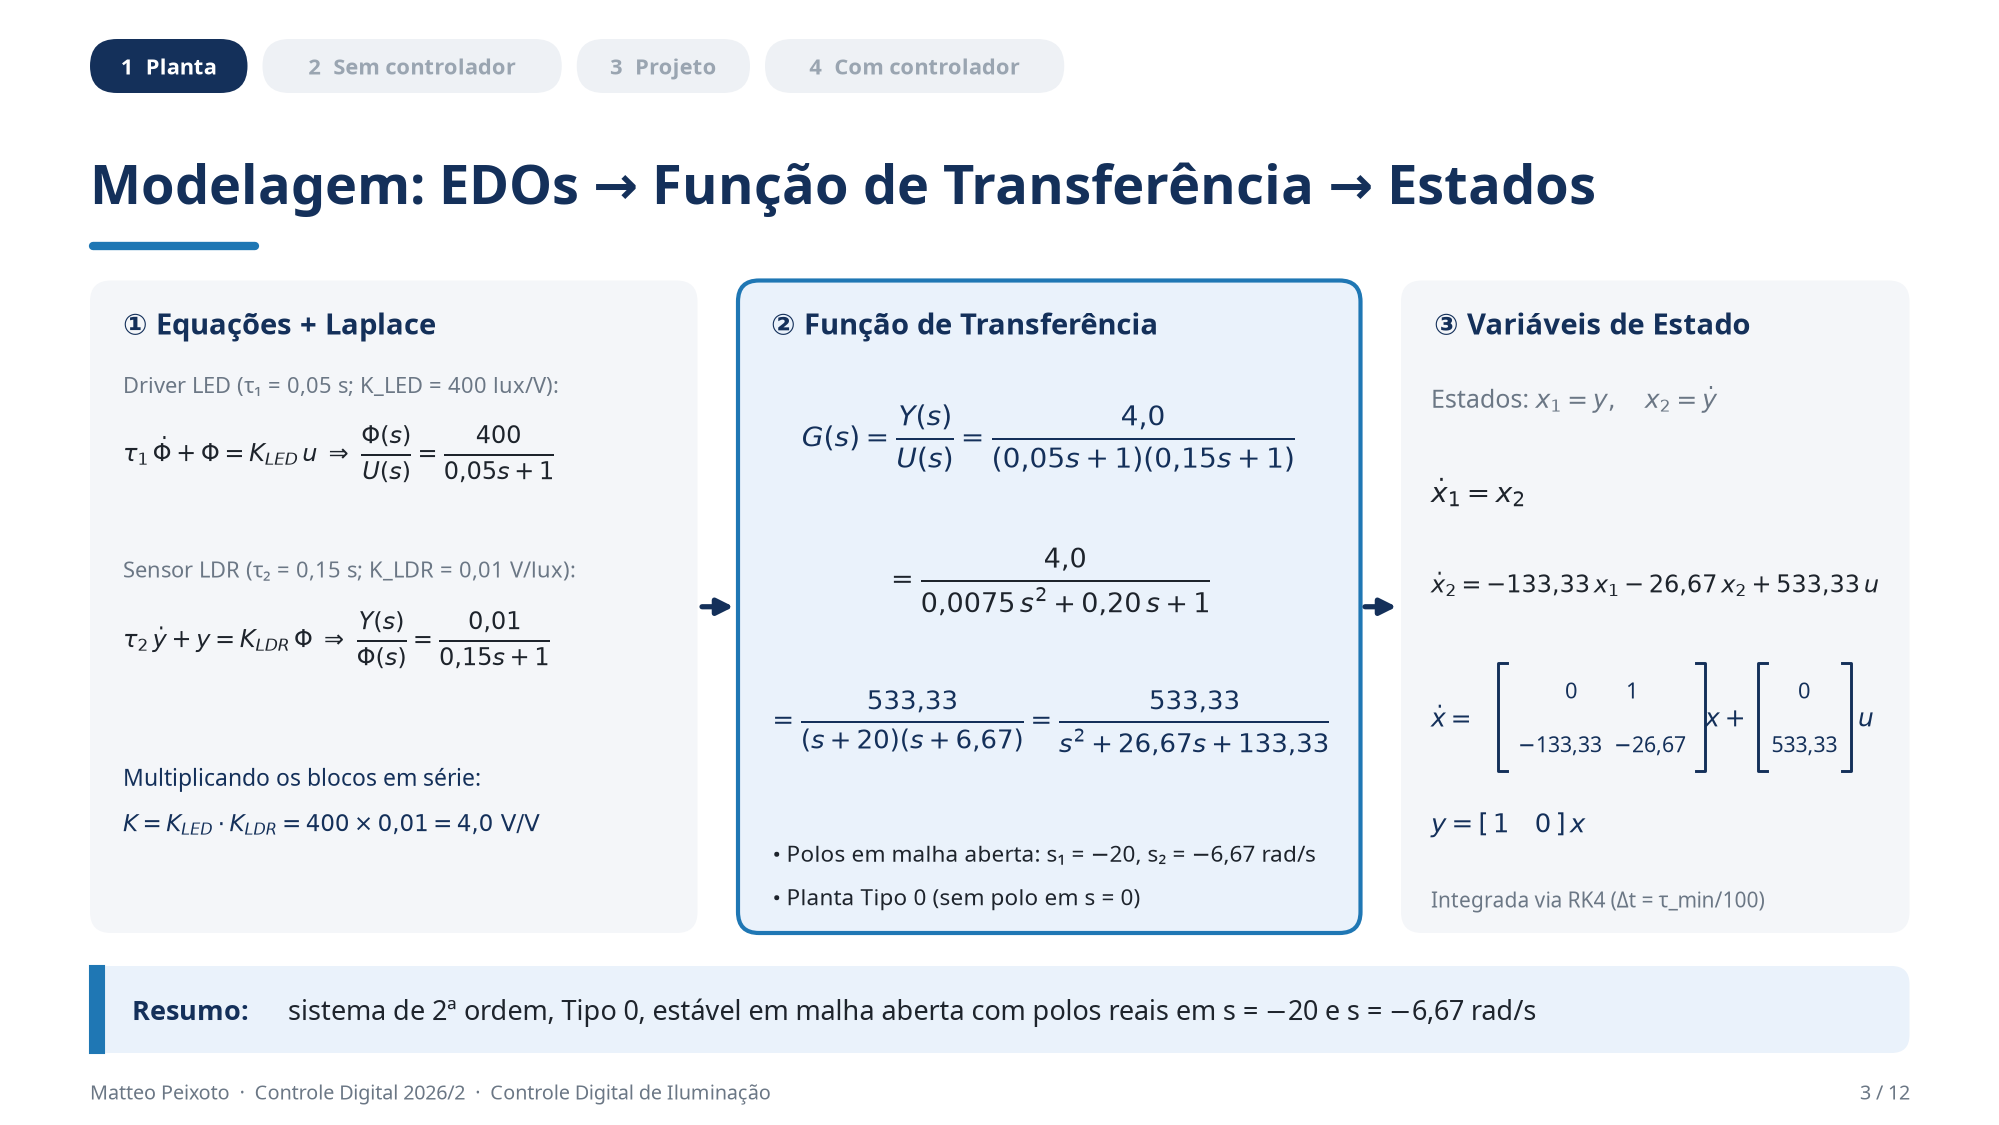 1 Planta
2 Sem controlador
3 Projeto
4 Com controlador
Modelagem: EDOs → Função de Transferência → Estados
① Equações + Laplace
Driver LED (τ₁ = 0,05 s; K_LED = 400 lux/V):
τ₁ Φ̇ + Φ = K_LED u ⇒ Φ(s)/U(s) = 400/(0,05s + 1)
Sensor LDR (τ₂ = 0,15 s; K_LDR = 0,01 V/lux):
τ₂ ẏ + y = K_LDR Φ ⇒ Y(s)/Φ(s) = 0,01/(0,15s + 1)
Multiplicando os blocos em série:
K = K_LED · K_LDR = 400 × 0,01 = 4,0 V/V
② Função de Transferência
G(s) = Y(s)/U(s) = 4,0/((0,05s + 1)(0,15s + 1))
= 4,0/(0,0075 s² + 0,20 s + 1)
= 533,33/((s + 20)(s + 6,67)) = 533,33/(s² + 26,67s + 133,33)
• Polos em malha aberta: s₁ = −20, s₂ = −6,67 rad/s
• Planta Tipo 0 (sem polo em s = 0)
③ Variáveis de Estado
Estados: x₁ = y, x₂ = ẏ
ẋ₁ = x₂
ẋ₂ = −133,33 x₁ − 26,67 x₂ + 533,33 u
ẋ = [0 1; −133,33 −26,67] x + [0; 533,33] u
y = [ 1 0 ] x
Integrada via RK4 (Δt = τ_min/100)
Resumo: sistema de 2ª ordem, Tipo 0, estável em malha aberta com polos reais em s = −20 e s = −6,67 rad/s
Matteo Peixoto · Controle Digital 2026/2 · Controle Digital de Iluminação
3 / 12